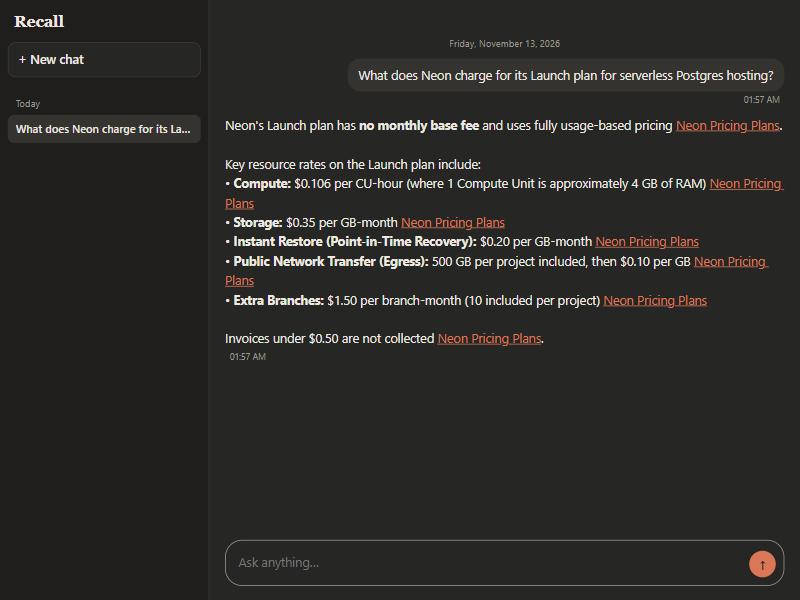 Recall
+ New chat
Today
What does Neon charge for its La...
Friday, November 13, 2026
What does Neon charge for its Launch plan for serverless Postgres hosting?
01:57 AM
Neon's Launch plan has no monthly base fee and uses fully usage-based pricing Neon Pricing Plans.
Key resource rates on the Launch plan include:
• Compute: $0.106 per CU-hour (where 1 Compute Unit is approximately 4 GB of RAM) Neon Pricing
Plans
• Storage: $0.35 per GB-month Neon Pricing Plans
• Instant Restore (Point-in-Time Recovery): $0.20 per GB-month Neon Pricing Plans
• Public Network Transfer (Egress): 500 GB per project included, then $0.10 per GB Neon Pricing
Plans
• Extra Branches: $1.50 per branch-month (10 included per project) Neon Pricing Plans
Invoices under $0.50 are not collected Neon Pricing Plans.
01:57 AM
Ask anything...
↑